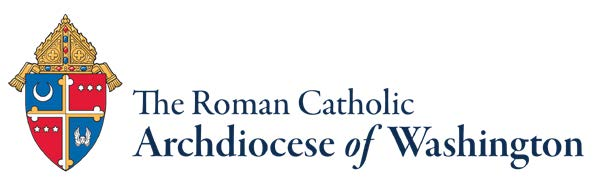 The Roman Catholic
Archdiocese of Washington